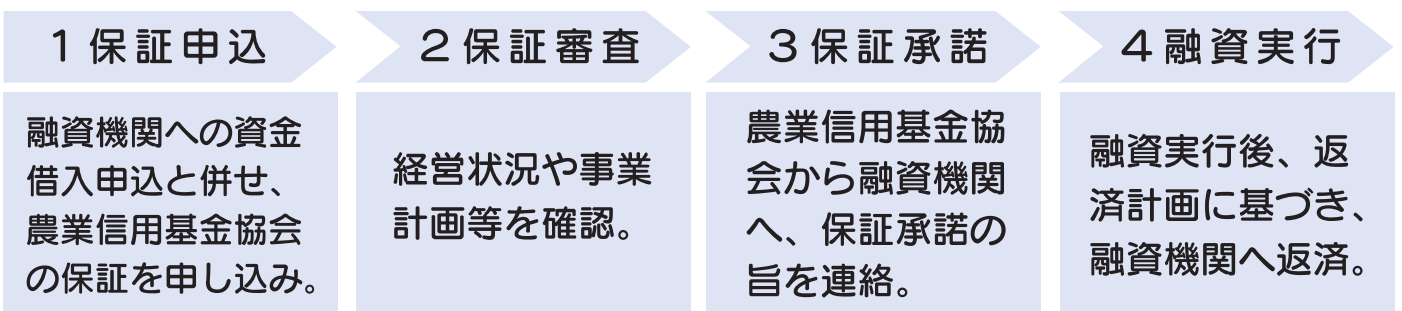 1 保証申込
融資機関への資金
借入申込と併せ、
農業信用基金協会
の保証を申し込み。
2 保証審査
経営状況や事業
計画等を確認。
3 保証承諾
農業信用基金協
会から融資機関
へ、保証承諾の
旨を連絡。
4 融資実行
融資実行後、返
済計画に基づき、
融資機関へ返済。